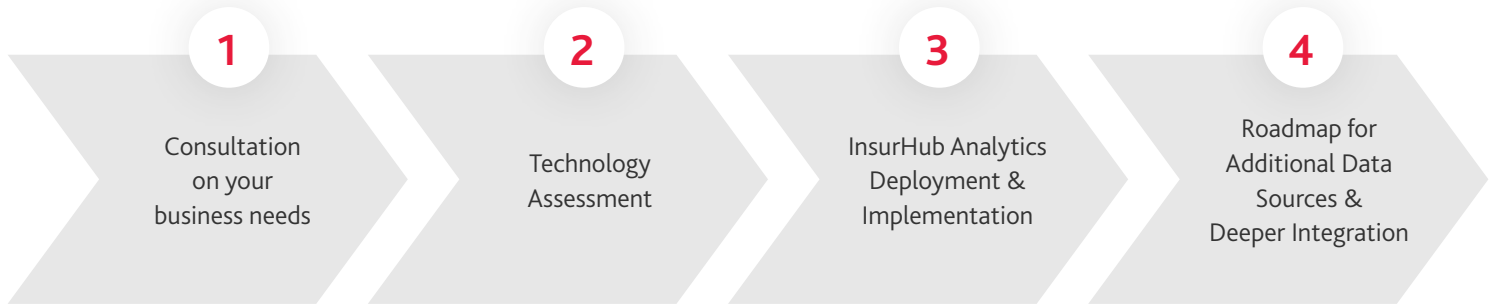 1
Consultation
on your
business needs
2
Technology
Assessment
3
InsurHub Analytics
Deployment &
Implementation
4
Roadmap for
Additional Data
Sources &
Deeper Integration